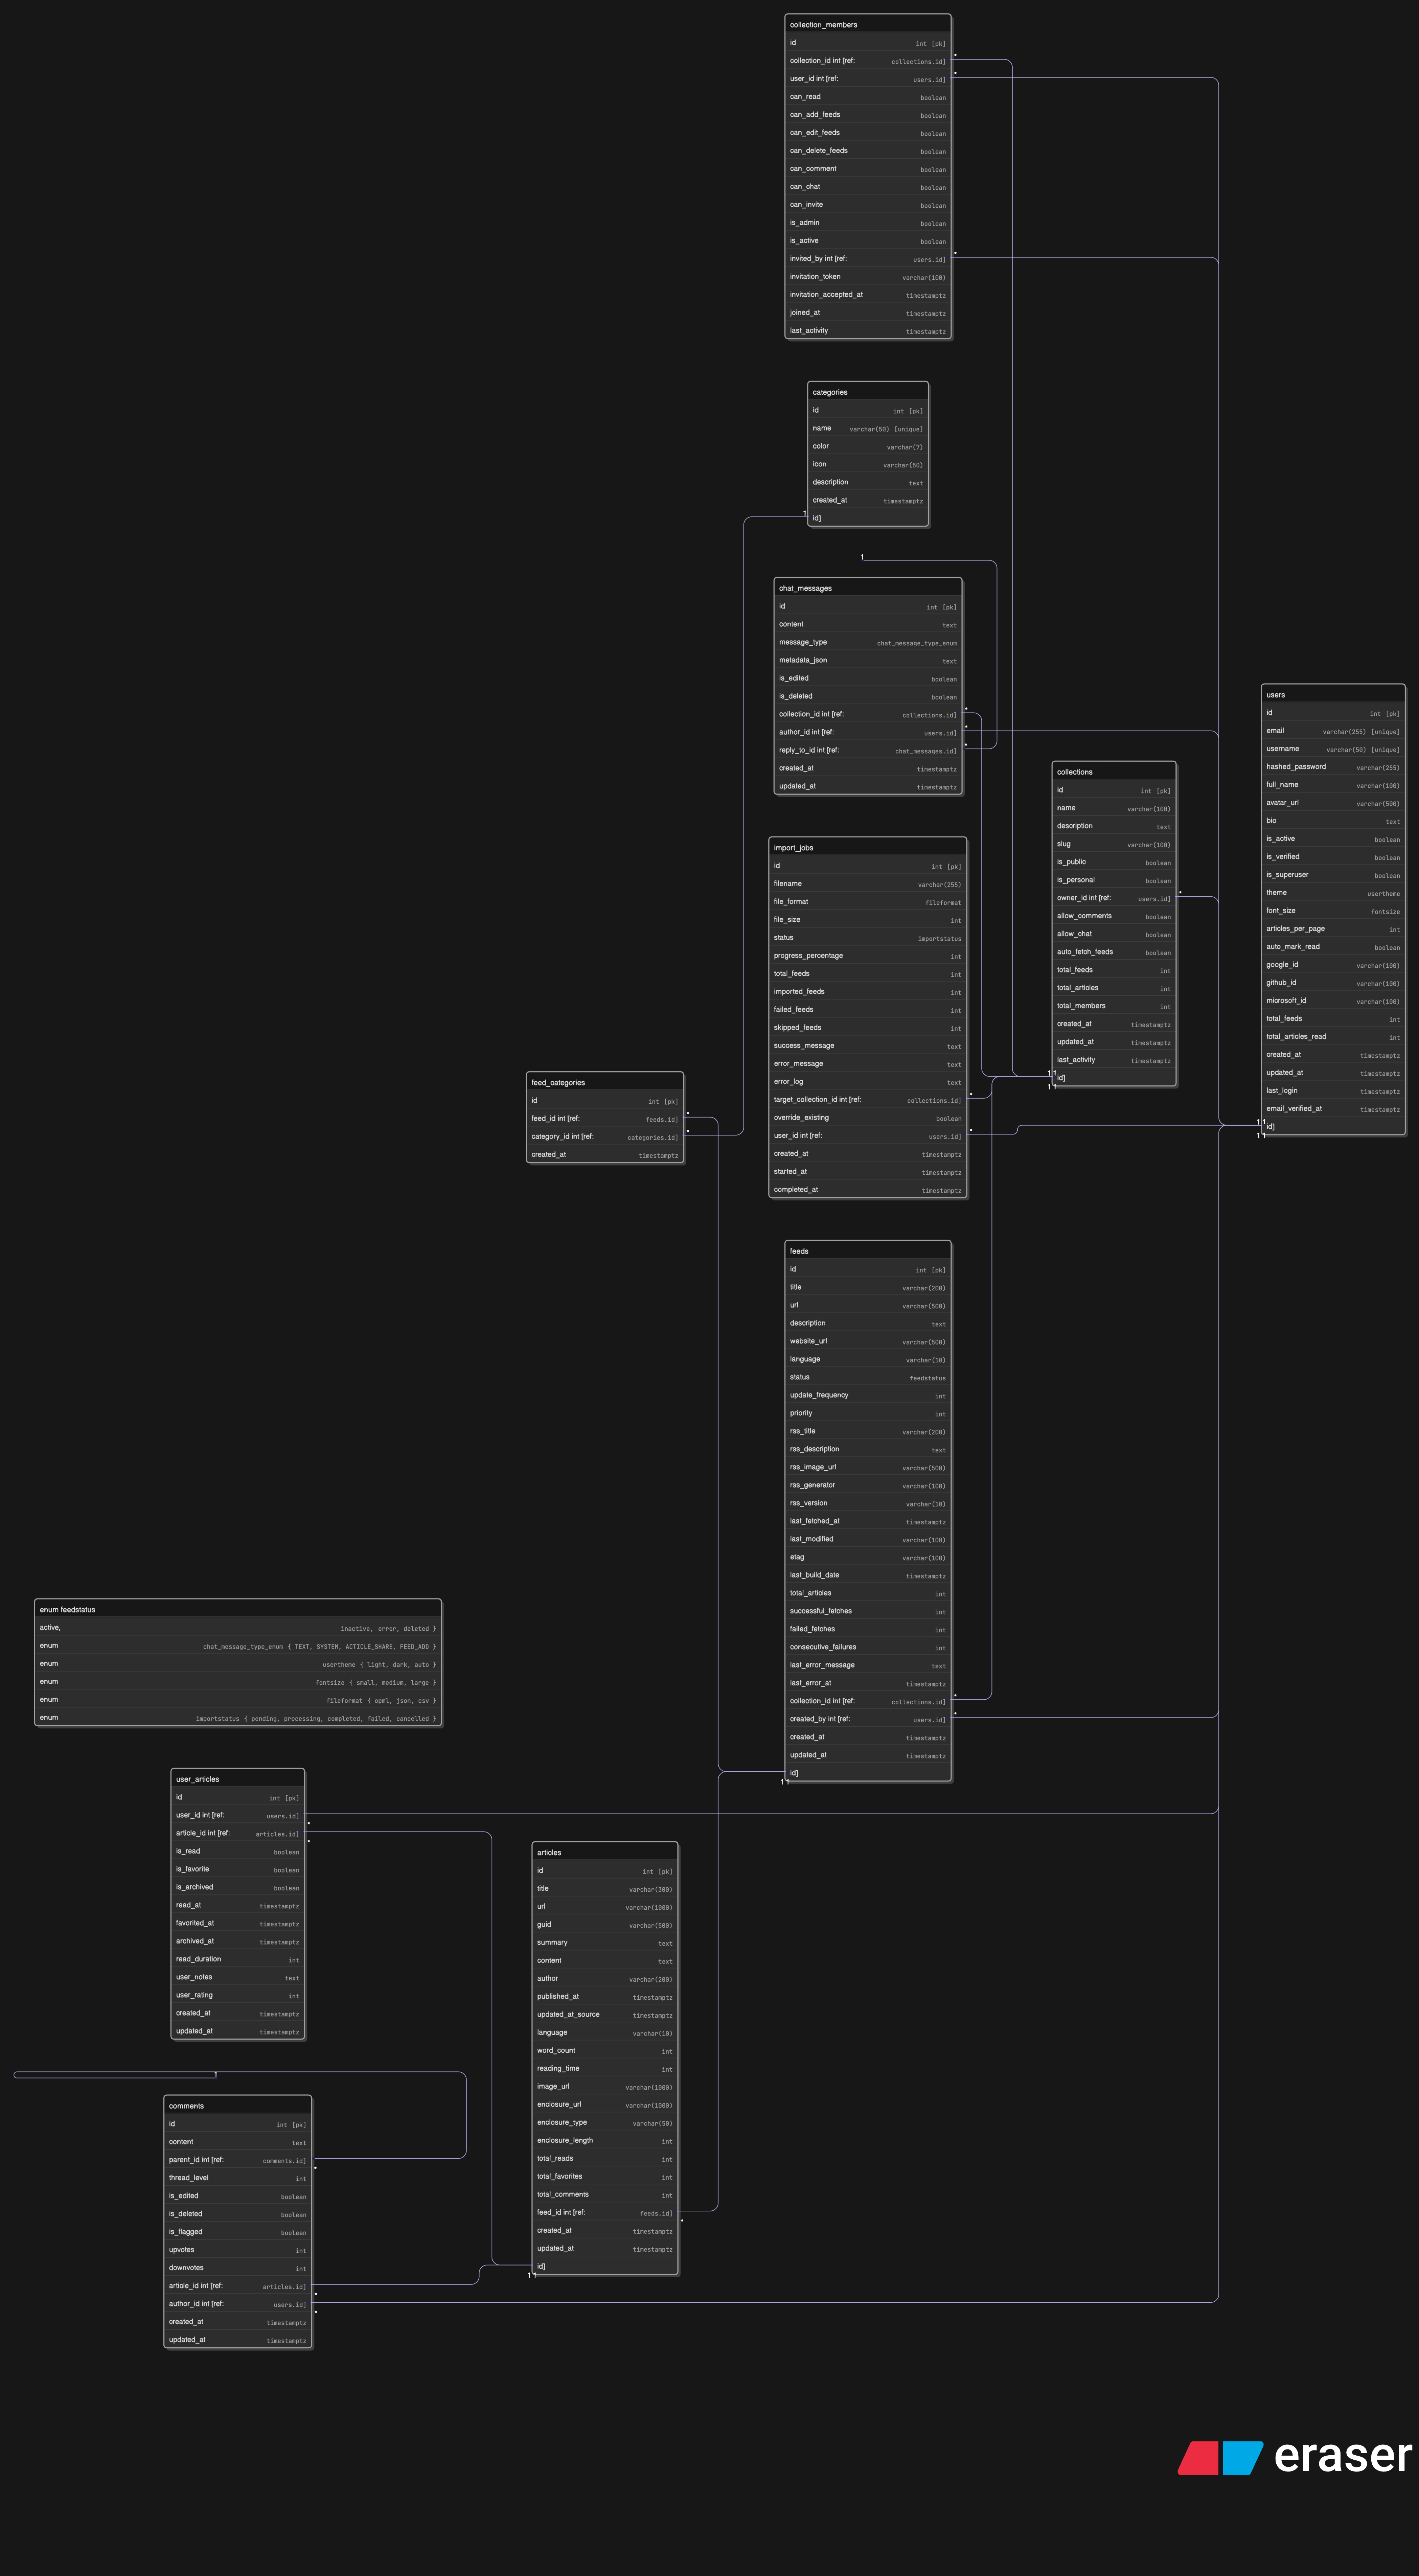 collection_members
id int [pk]
collection_id int [ref: collections.id]
user_id int [ref: users.id]
can_read boolean
can_add_feeds boolean
can_edit_feeds boolean
can_delete_feeds boolean
can_comment boolean
can_chat boolean
can_invite boolean
is_admin boolean
is_active boolean
invited_by int [ref: users.id]
invitation_token varchar(100)
invitation_accepted_at timestamptz
joined_at timestamptz
last_activity timestamptz
categories
id int [pk]
name varchar(50) [unique]
color varchar(7)
icon varchar(50)
description text
created_at timestamptz
1 id]
1
chat_messages
id int [pk]
content text
message_type chat_message_type_enum
metadata_json text
is_edited boolean
is_deleted boolean
collection_id int [ref: collections.id]
author_id int [ref: users.id]
reply_to_id int [ref: chat_messages.id]
created_at timestamptz
updated_at timestamptz
users
id int [pk]
email varchar(255) [unique]
username varchar(50) [unique]
hashed_password varchar(255)
full_name varchar(100)
avatar_url varchar(500)
bio text
is_active boolean
is_verified boolean
is_superuser boolean
theme usertheme
font_size fontsize
articles_per_page int
auto_mark_read boolean
google_id varchar(100)
github_id varchar(100)
microsoft_id varchar(100)
total_feeds int
total_articles_read int
created_at timestamptz
updated_at timestamptz
last_login timestamptz
email_verified_at timestamptz
1 1
id]
1 1
collections
id int [pk]
name varchar(100)
description text
slug varchar(100)
is_public boolean
is_personal boolean
owner_id int [ref: users.id]
allow_comments boolean
allow_chat boolean
auto_fetch_feeds boolean
total_feeds int
total_articles int
total_members int
created_at timestamptz
updated_at timestamptz
last_activity timestamptz
1 1
id]
1 1
import_jobs
id int [pk]
filename varchar(255)
file_format fileformat
file_size int
status importstatus
progress_percentage int
total_feeds int
imported_feeds int
failed_feeds int
skipped_feeds int
success_message text
error_message text
error_log text
target_collection_id int [ref: collections.id]
override_existing boolean
user_id int [ref: users.id]
created_at timestamptz
started_at timestamptz
completed_at timestamptz
feed_categories
id int [pk]
feed_id int [ref: feeds.id]
category_id int [ref: categories.id]
created_at timestamptz
feeds
id int [pk]
title varchar(200)
url varchar(500)
description text
website_url varchar(500)
language varchar(10)
status feedstatus
update_frequency int
priority int
rss_title varchar(200)
rss_description text
rss_image_url varchar(500)
rss_generator varchar(100)
rss_version varchar(10)
last_fetched_at timestamptz
last_modified varchar(100)
etag varchar(100)
last_build_date timestamptz
total_articles int
successful_fetches int
failed_fetches int
consecutive_failures int
last_error_message text
last_error_at timestamptz
collection_id int [ref: collections.id]
created_by int [ref: users.id]
created_at timestamptz
updated_at timestamptz
id]
1 1
enum feedstatus
active, inactive, error, deleted }
enum chat_message_type_enum { TEXT, SYSTEM, ACTICLE_SHARE, FEED_ADD }
enum usertheme { light, dark, auto }
enum fontsize { small, medium, large }
enum fileformat { opel, json, csv }
enum importstatus { pending, processing, completed, failed, cancelled }
user_articles
id int [pk]
user_id int [ref: users.id]
article_id int [ref: articles.id]
is_read boolean
is_favorite boolean
is_archived boolean
read_at timestamptz
favorited_at timestamptz
archived_at timestamptz
read_duration int
user_notes text
user_rating int
created_at timestamptz
updated_at timestamptz
articles
id int [pk]
title varchar(300)
url varchar(1000)
guid varchar(500)
summary text
content text
author varchar(200)
published_at timestamptz
updated_at_source timestamptz
language varchar(10)
word_count int
reading_time int
image_url varchar(1000)
enclosure_url varchar(1000)
enclosure_type varchar(50)
enclosure_length int
total_reads int
total_favorites int
total_comments int
feed_id int [ref: feeds.id]
created_at timestamptz
updated_at timestamptz
id]
1 1
1
comments
id int [pk]
content text
parent_id int [ref: comments.id]
thread_level int
is_edited boolean
is_deleted boolean
is_flagged boolean
upvotes int
downvotes int
article_id int [ref: articles.id]
author_id int [ref: users.id]
created_at timestamptz
updated_at timestamptz
eraser